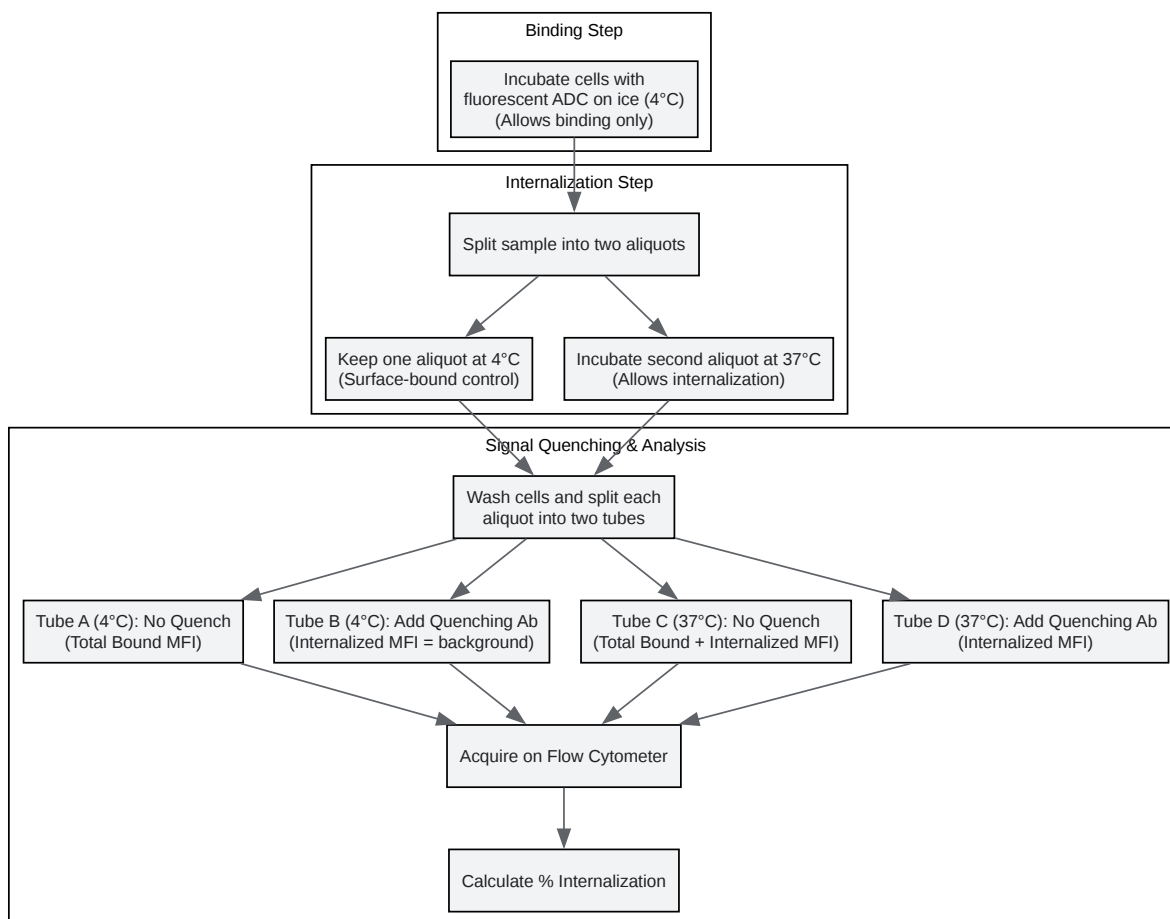 Binding Step
Incubate cells with
fluorescent ADC on ice (4°C)
(Allows binding only)
Internalization Step
Split sample into two aliquots
Keep one aliquot at 4°C
(Surface-bound control)
Incubate second aliquot at 37°C
(Allows internalization)
Signal Quenching & Analysis
Wash cells and split each
aliquot into two tubes
Tube A (4°C): No Quench
(Total Bound MFI)
Tube B (4°C): Add Quenching Ab
(Internalized MFI = background)
Tube C (37°C): No Quench
(Total Bound + Internalized MFI)
Tube D (37°C): Add Quenching Ab
(Internalized MFI)
Acquire on Flow Cytometer
Calculate % Internalization